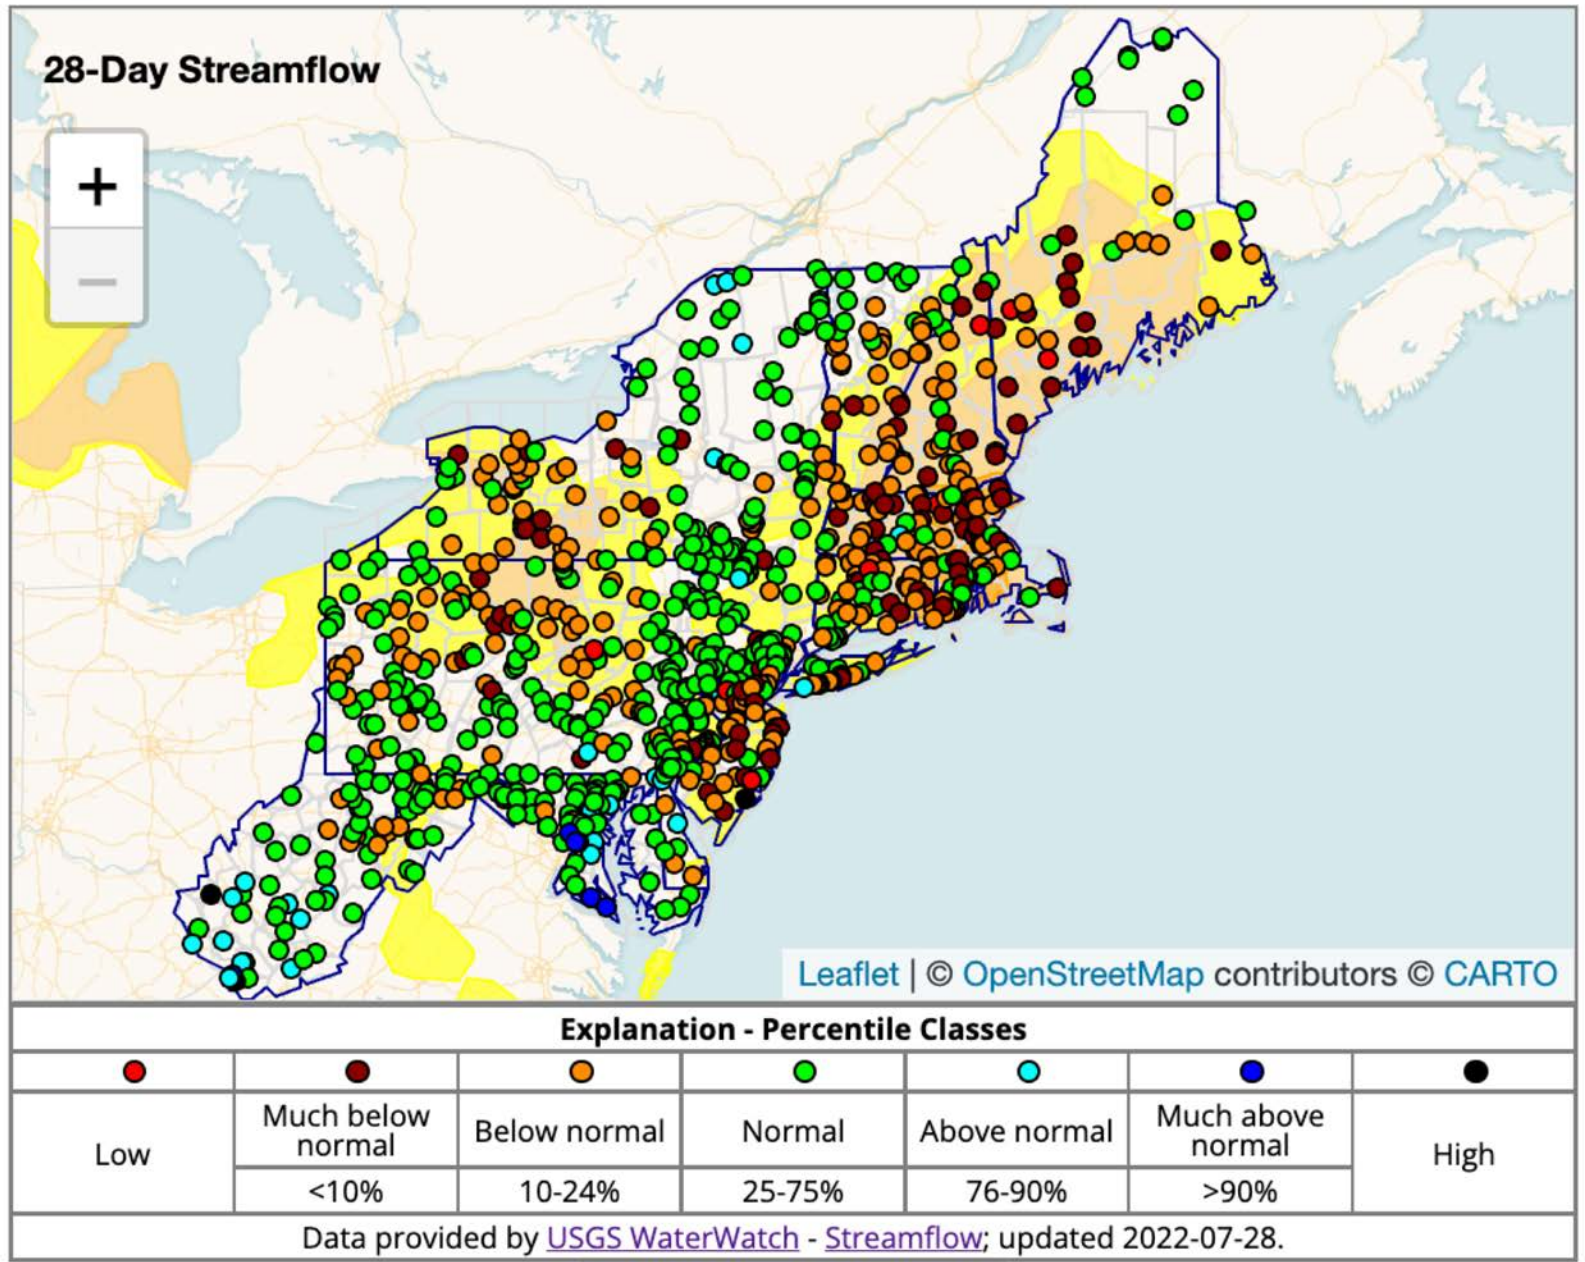 28-Day Streamflow
+
−
Leaflet | © OpenStreetMap contributors © CARTO
Explanation - Percentile Classes
Low
Much below
normal
<10%
Below normal
10-24%
Normal
25-75%
Above normal
76-90%
Much above
normal
>90%
High
Data provided by USGS WaterWatch - Streamflow; updated 2022-07-28.